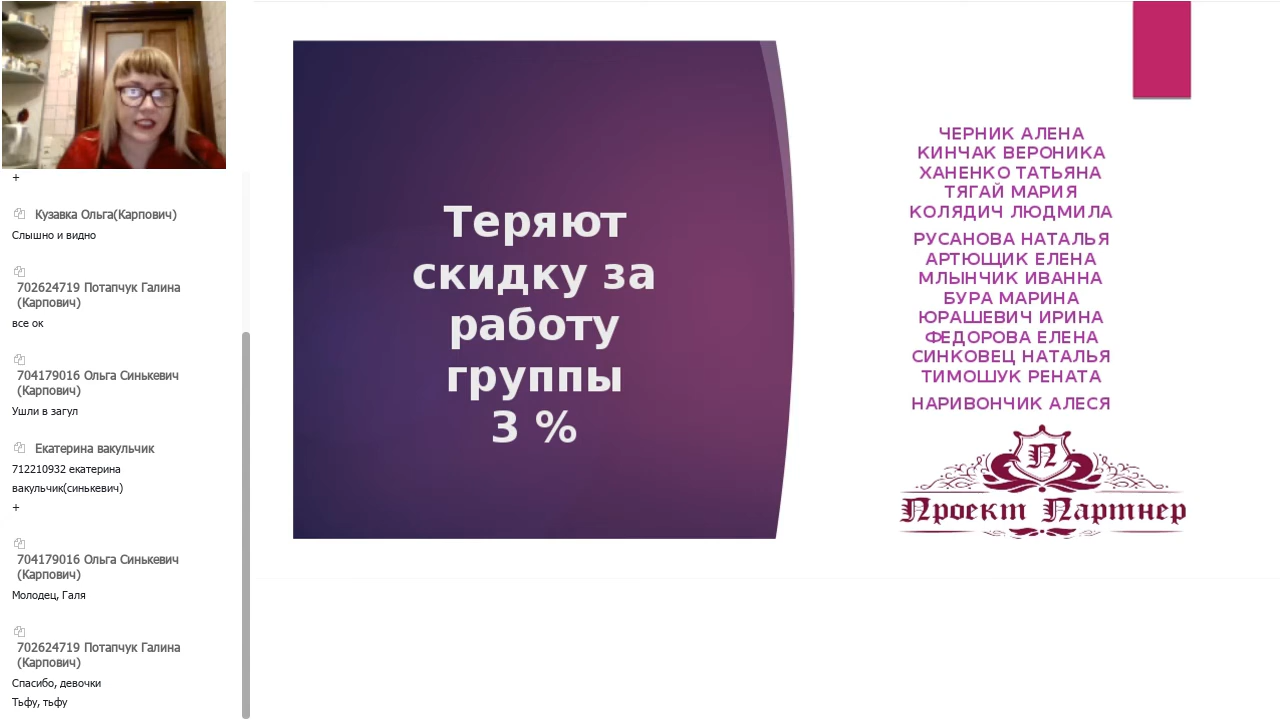 +
Кузавка Ольга(Карпович)
Слышно и видно
702624719 Потапчук Галина
(Карпович)
все ок
704179016 Ольга Синькевич
(Карпович)
Ушли в загул
Екатерина вакульчик
712210932 екатерина
вакульчик(синькевич)
+
704179016 Ольга Синькевич
(Карпович)
Молодец, Галя
702624719 Потапчук Галина
(Карпович)
Спасибо, девочки
Тьфу, тьфу
Теряют
скидку за
работу
группы
3 %
ЧЕРНИК АЛЕНА
КИНЧАК ВЕРОНИКА
ХАНЕНКО ТАТЬЯНА
ТЯГАЙ МАРИЯ
КОЛЯДИЧ ЛЮДМИЛА
РУСАНОВА НАТАЛЬЯ
АРТЮЩИК ЕЛЕНА
МЛЫНЧИК ИВАННА
БУРА МАРИНА
ЮРАШЕВИЧ ИРИНА
ФЕДОРОВА ЕЛЕНА
СИНКОВЕЦ НАТАЛЬЯ
ТИМОШУК РЕНАТА
НАРИВОНЧИК АЛЕСЯ
П
Проект Партнер